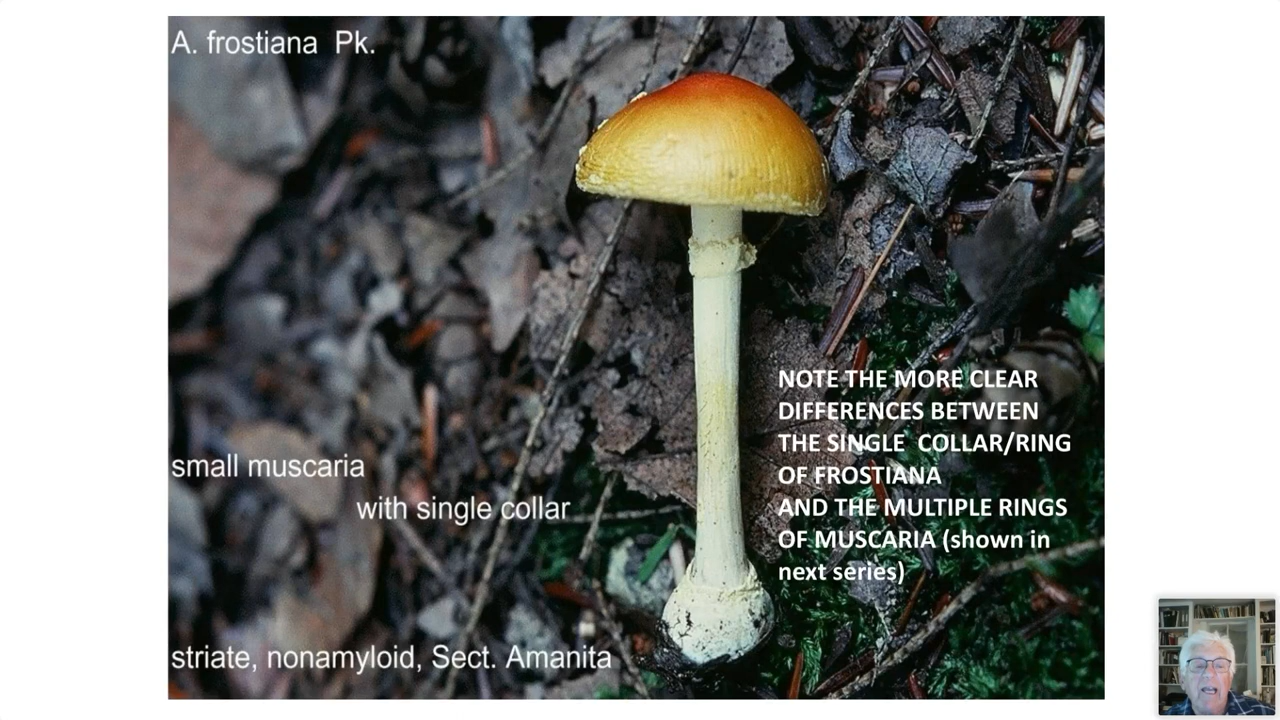 A. frostiana Pk.
NOTE THE MORE CLEAR
DIFFERENCES BETWEEN
THE SINGLE COLLAR/RING
OF FROSTIANA
AND THE MULTIPLE RINGS
OF MUSCARIA (shown in
next series)
small muscaria
with single collar
striate, nonamyloid, Sect. Amanita